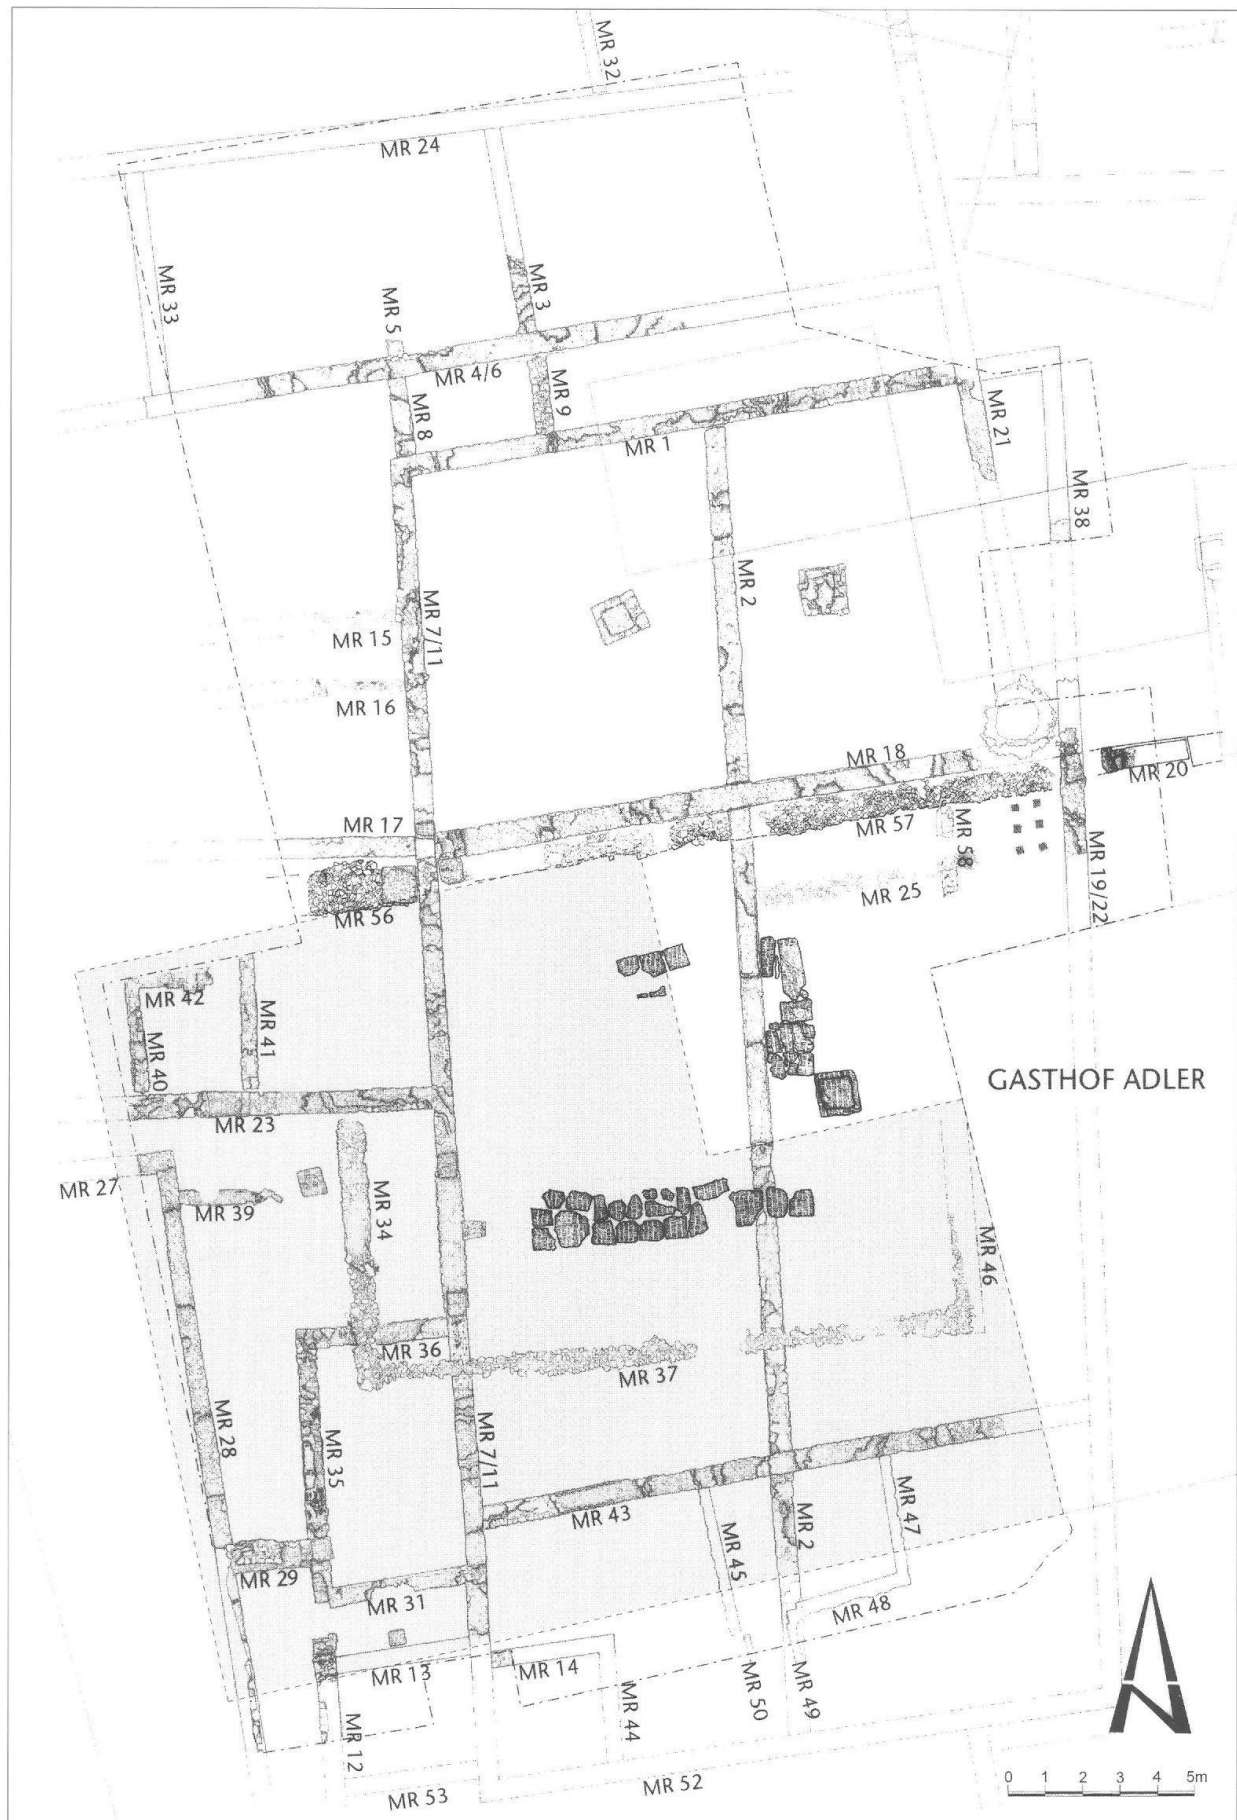 MR 32
MR 24
MR 33
MR 5
MR 3
MR 4/6
MR 8
MR 9
MR 1
MR 21
MR 38
MR 2
MR 7/11
MR 15
MR 16
MR 18
MR 20
MR 17
MR 57
MR 58
MR 25
MR 19/22
MR 56
MR 42
MR 41
MR 40
GASTHOF ADLER
MR 23
MR 27
MR 39
MR 34
MR 46
MR 36
MR 37
MR 28
MR 35
MR 7/11
MR 43
MR 45
MR 2
MR 47
MR 29
MR 31
MR 48
MR 13
MR 14
MR 44
MR 50
MR 49
MR 12
MR 53
MR 52
N
0 1 2 3 4 5m